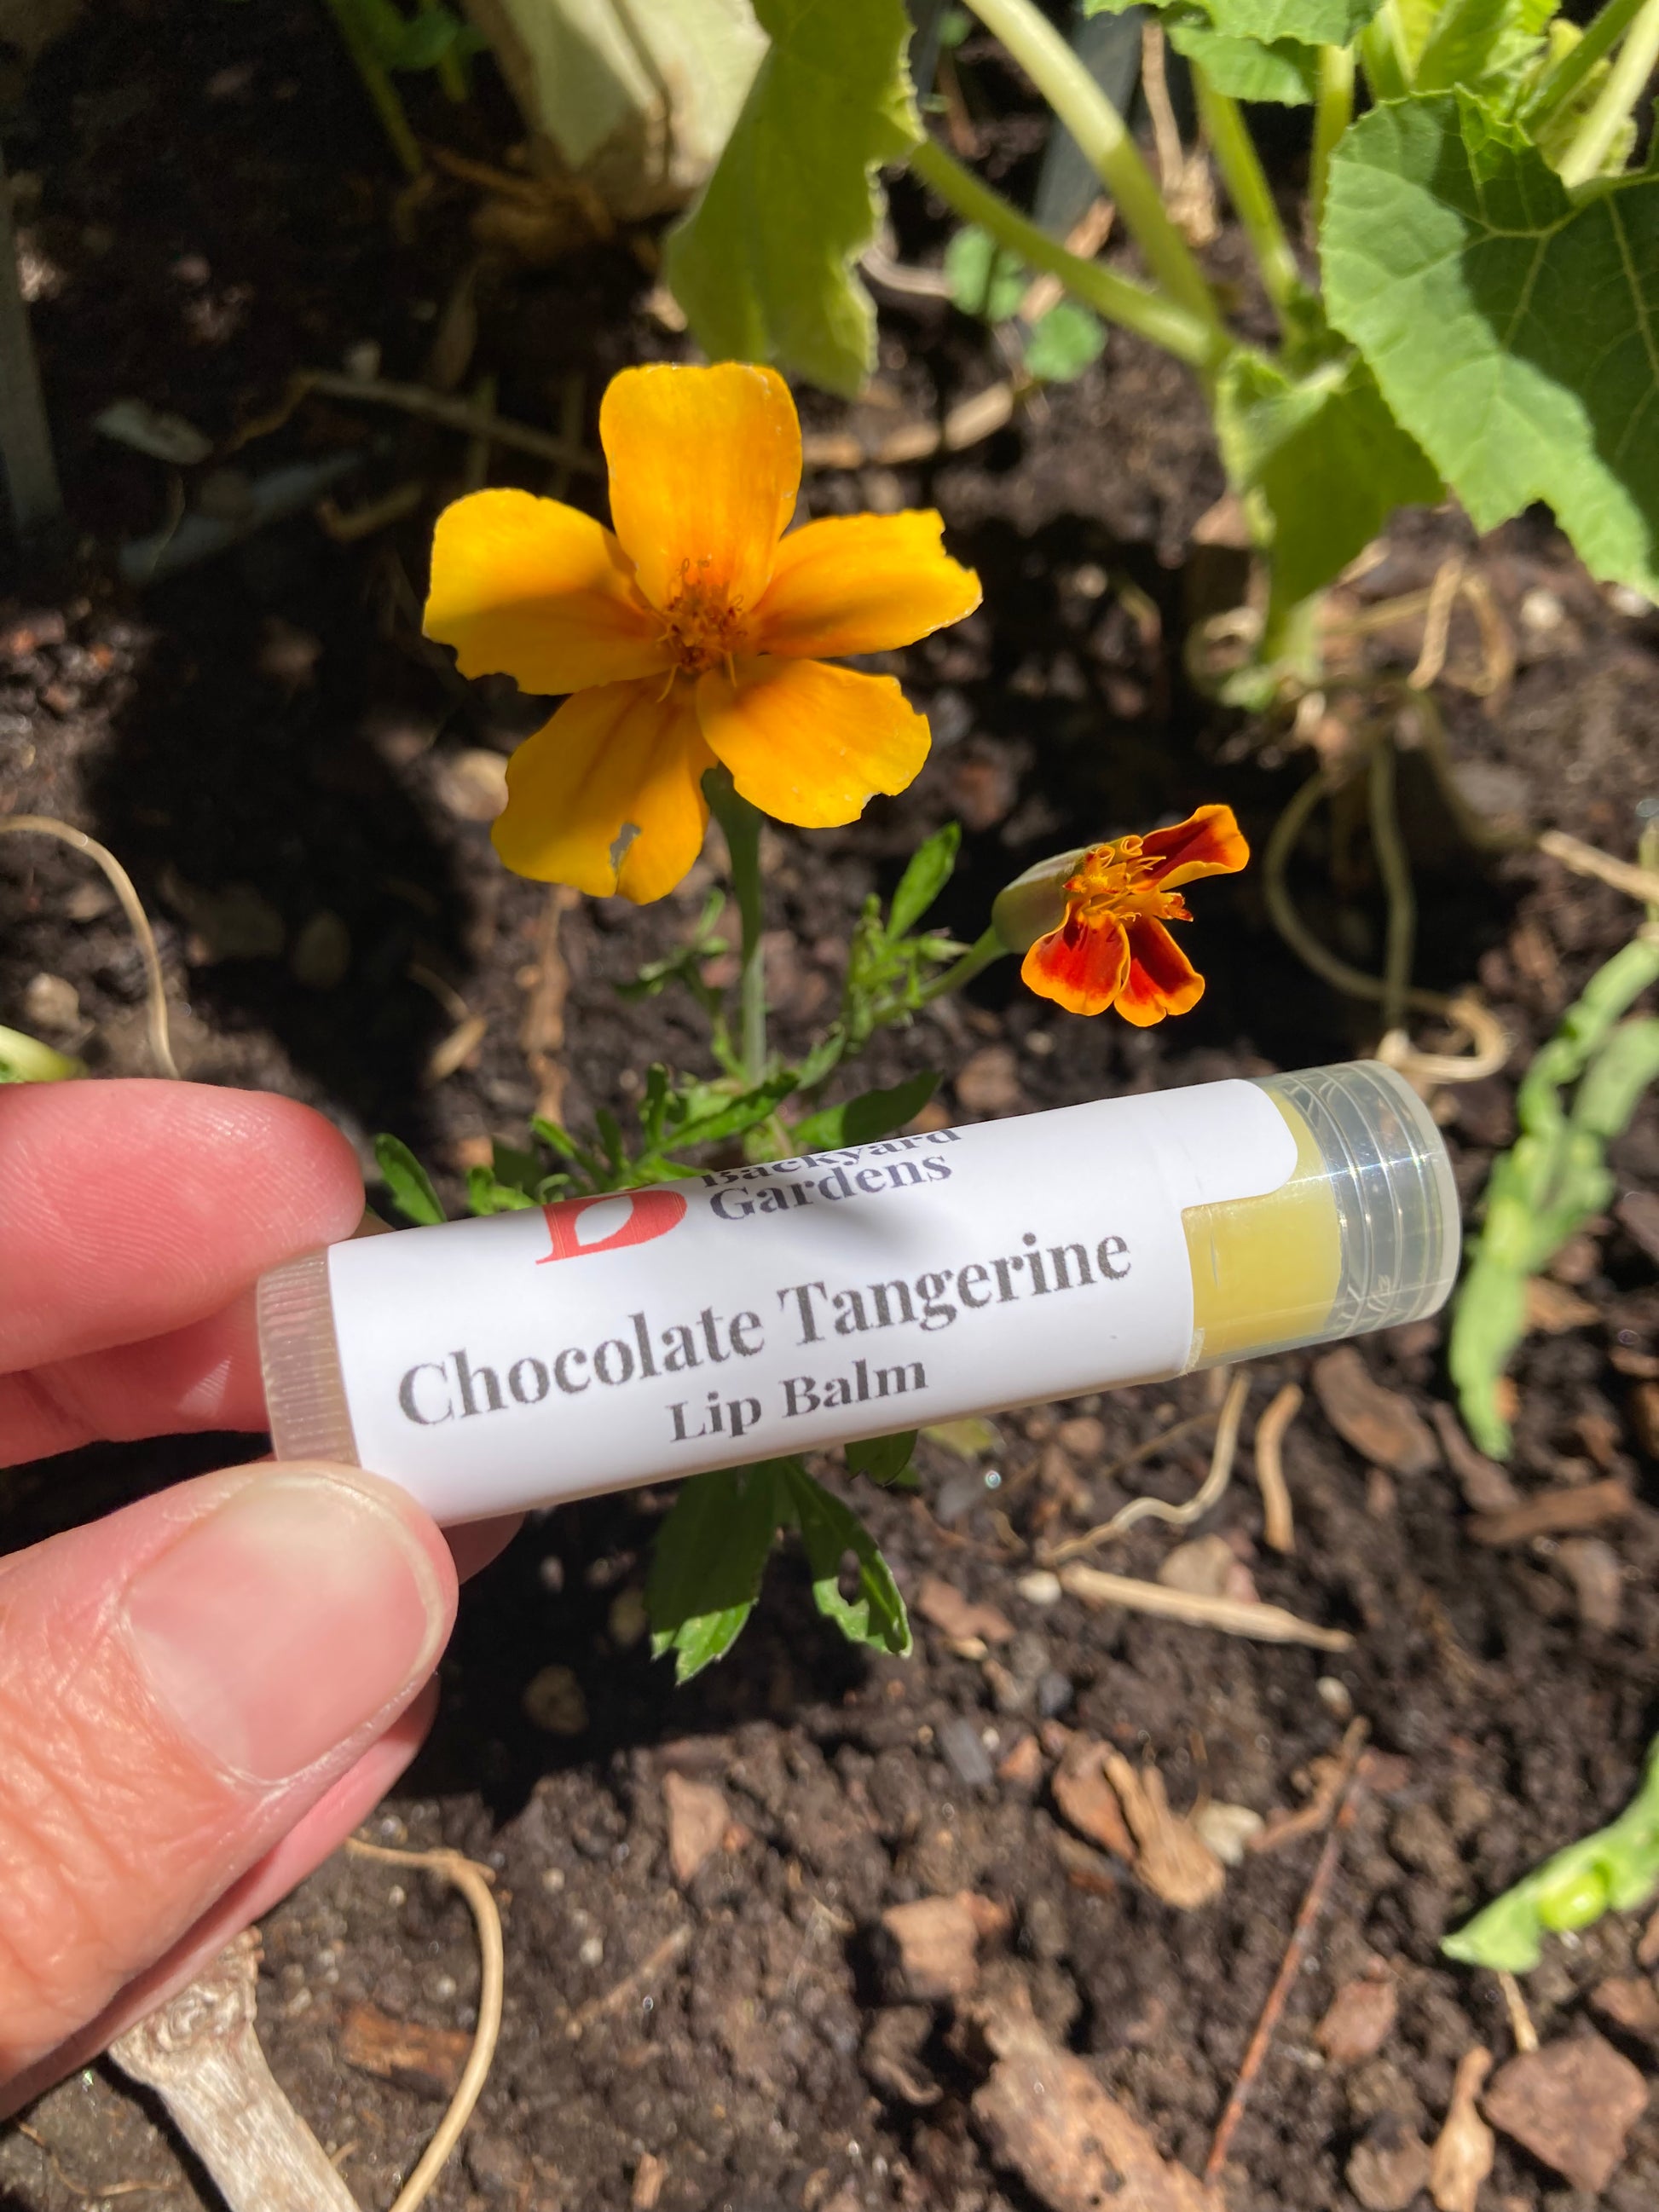 Backyard
Gardens
Chocolate Tangerine
Lip Balm